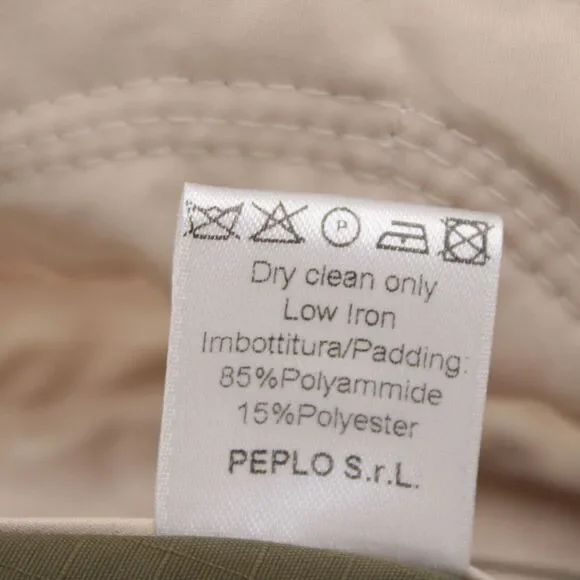 P
Dry clean only
Low Iron
Imbottitura/Padding:
85%Polyammide
15%Polyester
PEPLO S.r.L.